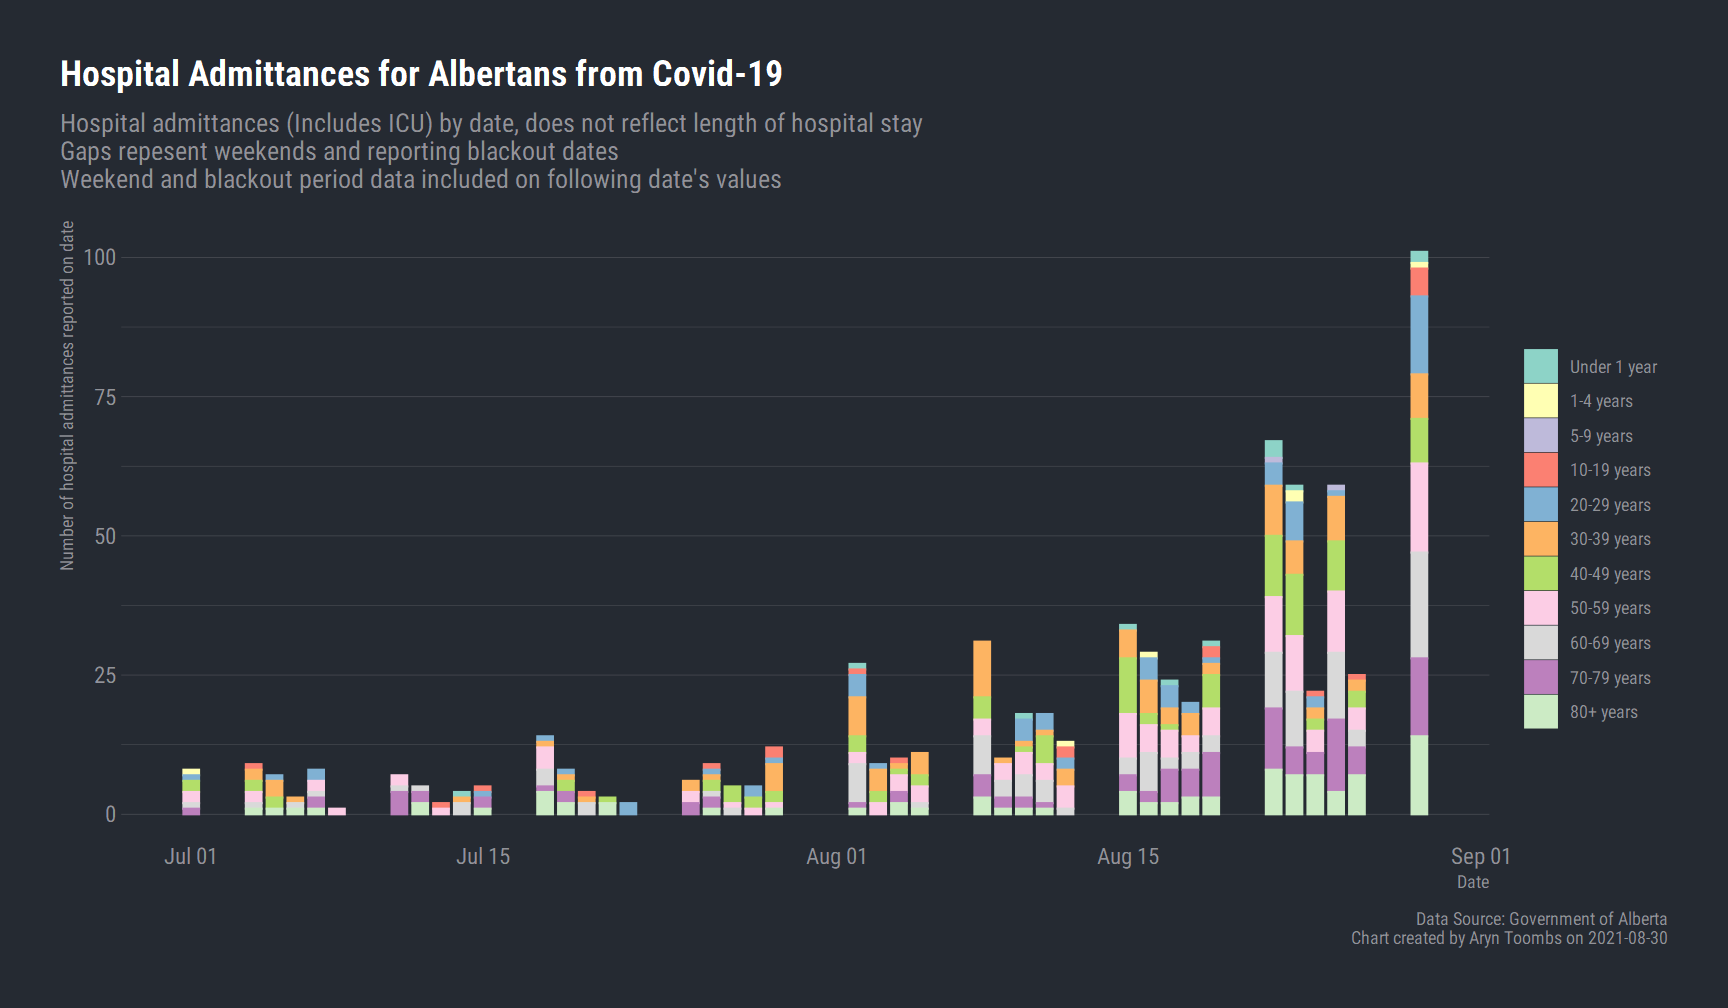 Hospital Admittances for Albertans from Covid-19
Hospital admittances (Includes ICU) by date, does not reflect length of hospital stay
Gaps repesent weekends and reporting blackout dates
Weekend and blackout period data included on following date's values
Number of hospital admittances reported on date
100
75
50
25
0
Jul 01
Jul 15
Aug 01
Aug 15
Sep 01
Date
Under 1 year
1-4 years
5-9 years
10-19 years
20-29 years
30-39 years
40-49 years
50-59 years
60-69 years
70-79 years
80+ years
Data Source: Government of Alberta
Chart created by Aryn Toombs on 2021-08-30